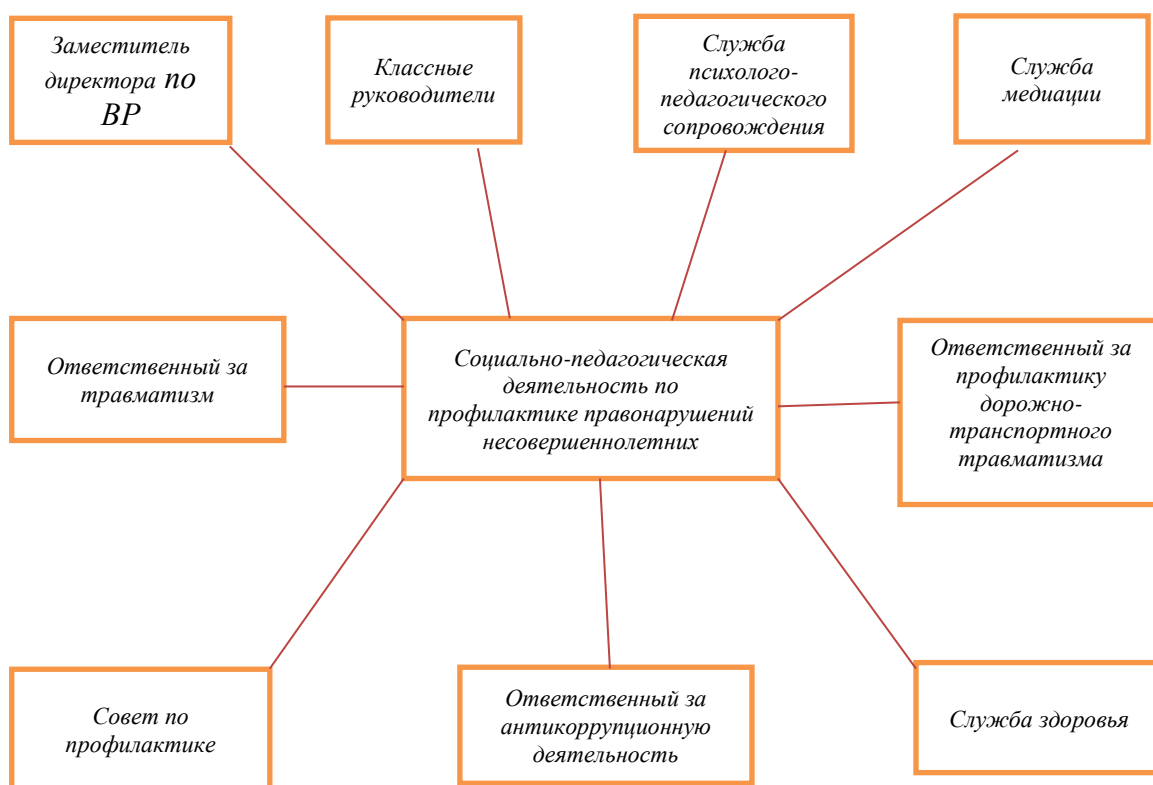 Заместитель
директора по
ВР
Классные
руководители
Служба
психолого-
педагогического
сопровождения
Служба
медиации
Ответственный за
травматизм
Социально-педагогическая
деятельность по
профилактике правонарушений
несовершеннолетних
Ответственный за
профилактику
дорожно-
транспортного
травматизма
Совет по
профилактике
Ответственный за
антикоррупционную
деятельность
Служба здоровья